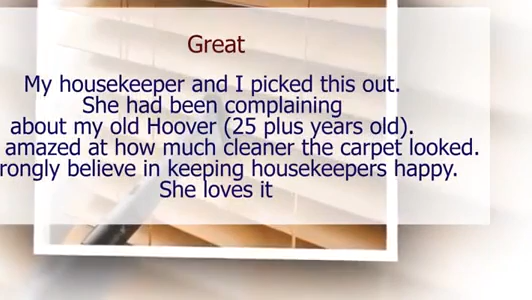 Great
My housekeeper and I picked this out.
She had been complaining
about my old Hoover (25 plus years old).
amazed at how much cleaner the carpet looked.
believe in keeping housekeepers happy.
She loves it